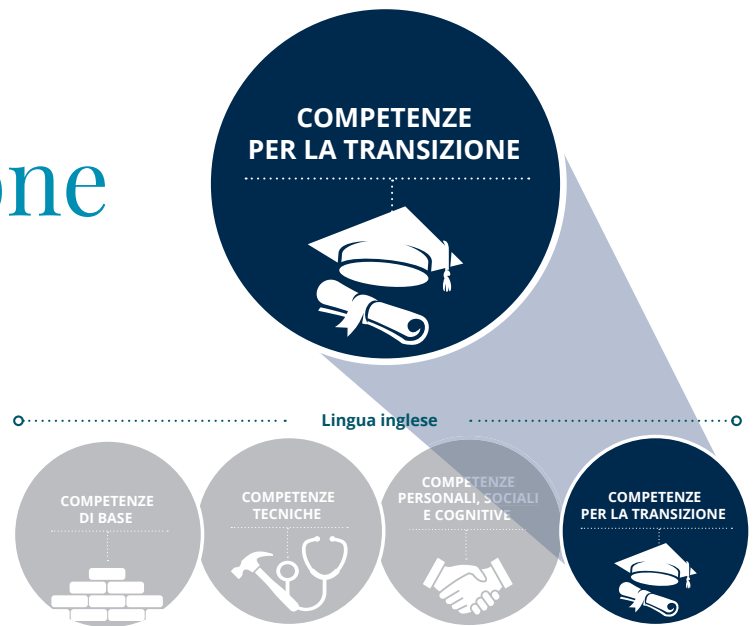 COMPETENZE
PER LA TRANSIZIONE
one
Lingua inglese
COMPETENZE
DI BASE
COMPETENZE
TECNICHE
COMPETENZE
PERSONALI, SOCIALI
E COGNITIVE
COMPETENZE
PER LA TRANSIZIONE